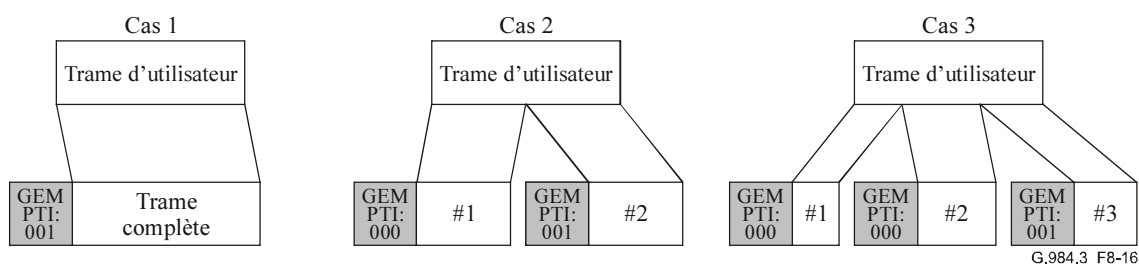 Cas 1
Cas 2
Cas 3
Trame d'utilisateur
Trame d'utilisateur
Trame d'utilisateur
GEM
PTI:
001
Trame
complète
GEM
PTI:
000
#1
GEM
PTI:
001
#2
GEM
PTI:
000
#1
GEM
PTI:
000
#2
GEM
PTI:
001
#3
G.984.3_F8-16